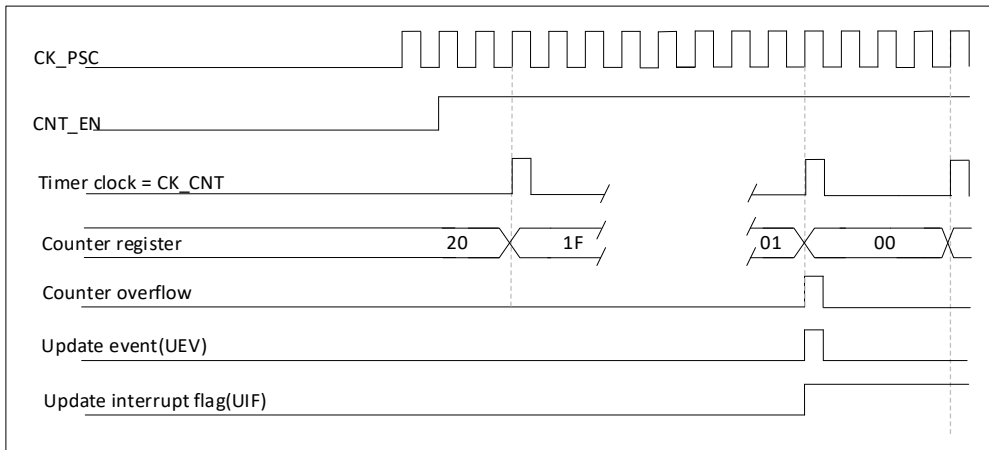 CK_PSC
CNT_EN
Timer clock = CK_CNT
Counter register 20 1F 01 00
Counter overflow
Update event(UEV)
Update interrupt flag(UIF)